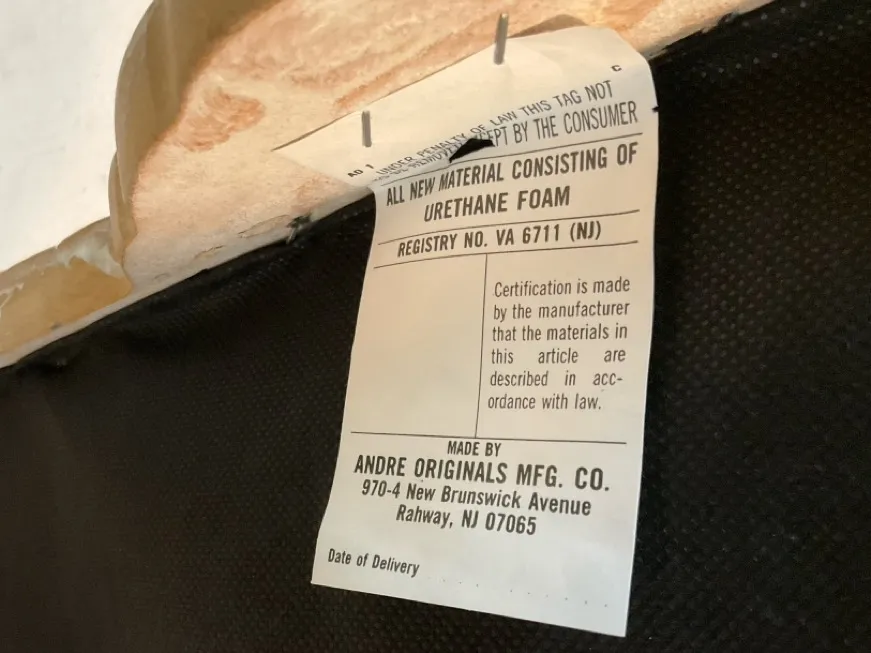 C
AD 1
UNDER PENALTY OF LAW THIS TAG NOT
BY THE CONSUMER
ALL NEW MATERIAL CONSISTING OF
URETHANE FOAM
REGISTRY NO. VA 6711 (NJ)
Certification is made
by the manufacturer
that the materials in
this article are
described in acc-
ordance with law.
MADE BY
ANDRE ORIGINALS MFG. CO.
970-4 New Brunswick Avenue
Rahway, NJ 07065
Date of Delivery